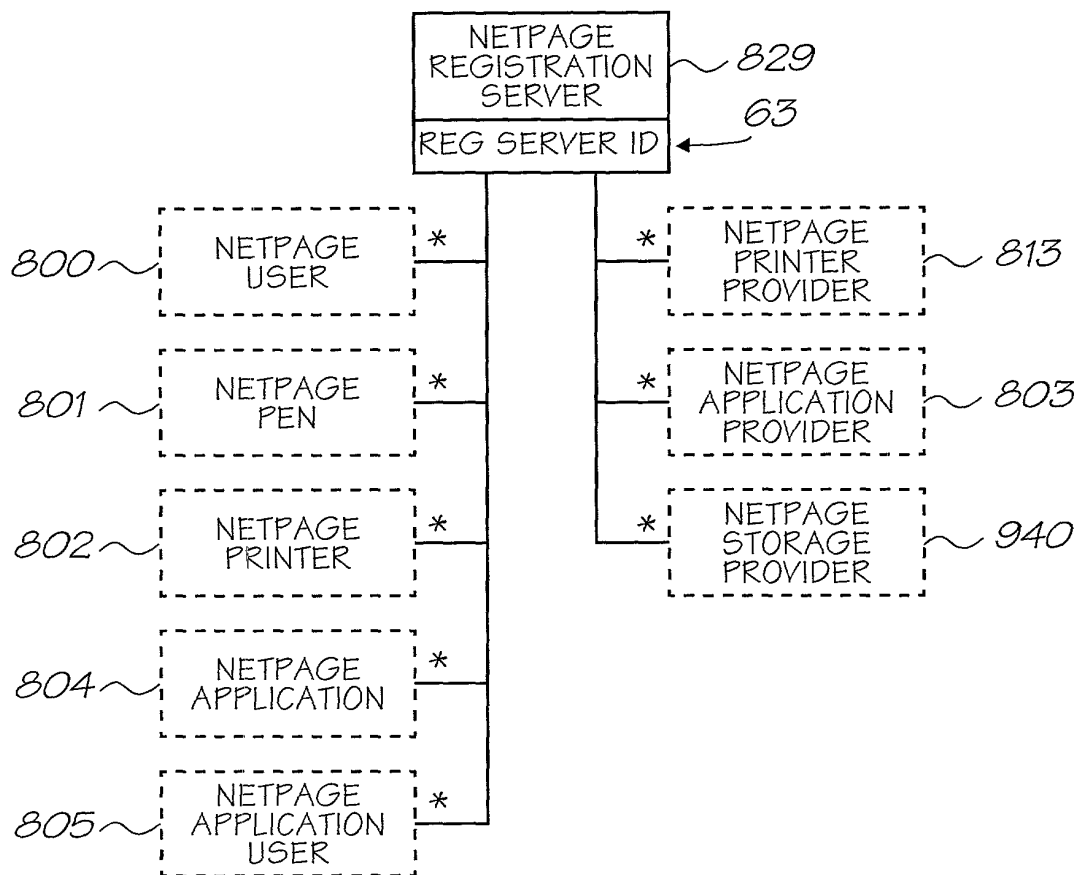 NETPAGE
REGISTRATION
SERVER
829
REG SERVER ID
63
800
NETPAGE
USER
*
*
NETPAGE
PRINTER
PROVIDER
813
801
NETPAGE
PEN
*
*
NETPAGE
APPLICATION
PROVIDER
803
802
NETPAGE
PRINTER
*
*
NETPAGE
STORAGE
PROVIDER
940
804
NETPAGE
APPLICATION
*
805
NETPAGE
APPLICATION
USER
*